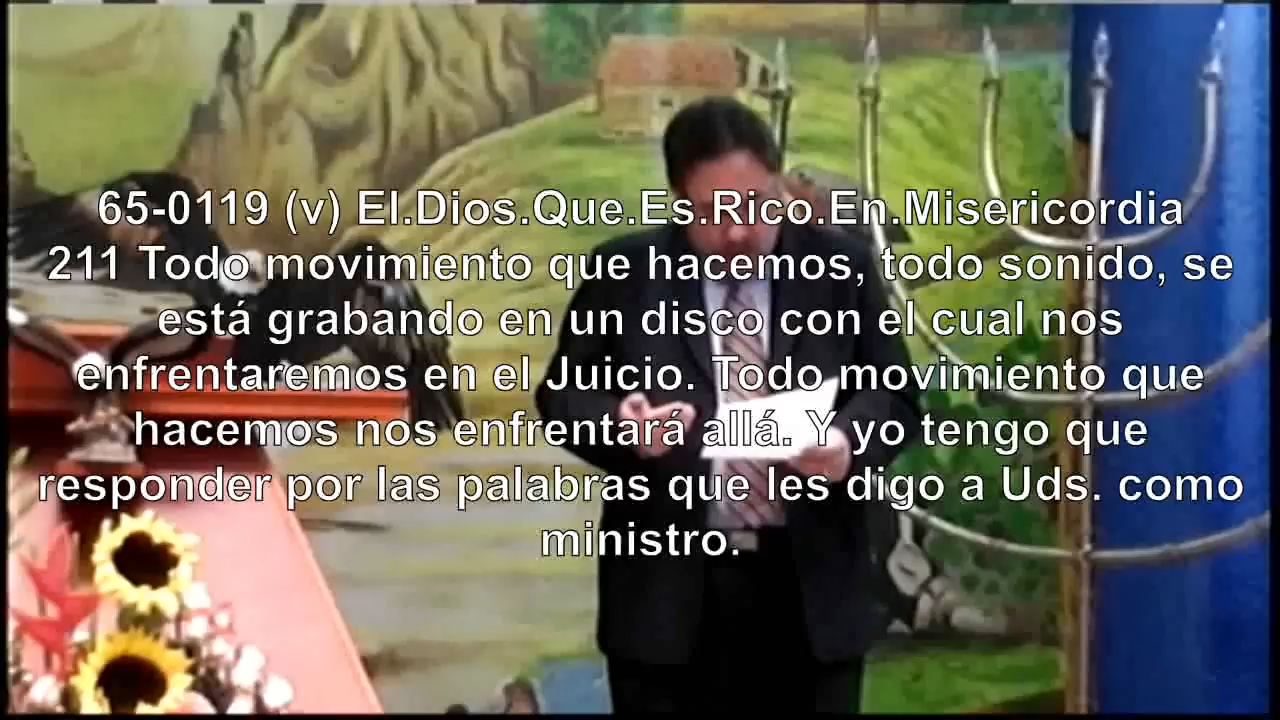 65-0119 (v) El.Dios.Que.Es.Rico.En.Misericordia
211 Todo movimiento que hacemos, todo sonido, se
está grabando en un disco con el cual nos
enfrentaremos en el Juicio. Todo movimiento que
hacemos nos enfrentará allá. Y yo tengo que
responder por las palabras que les digo a Uds. como
ministro.